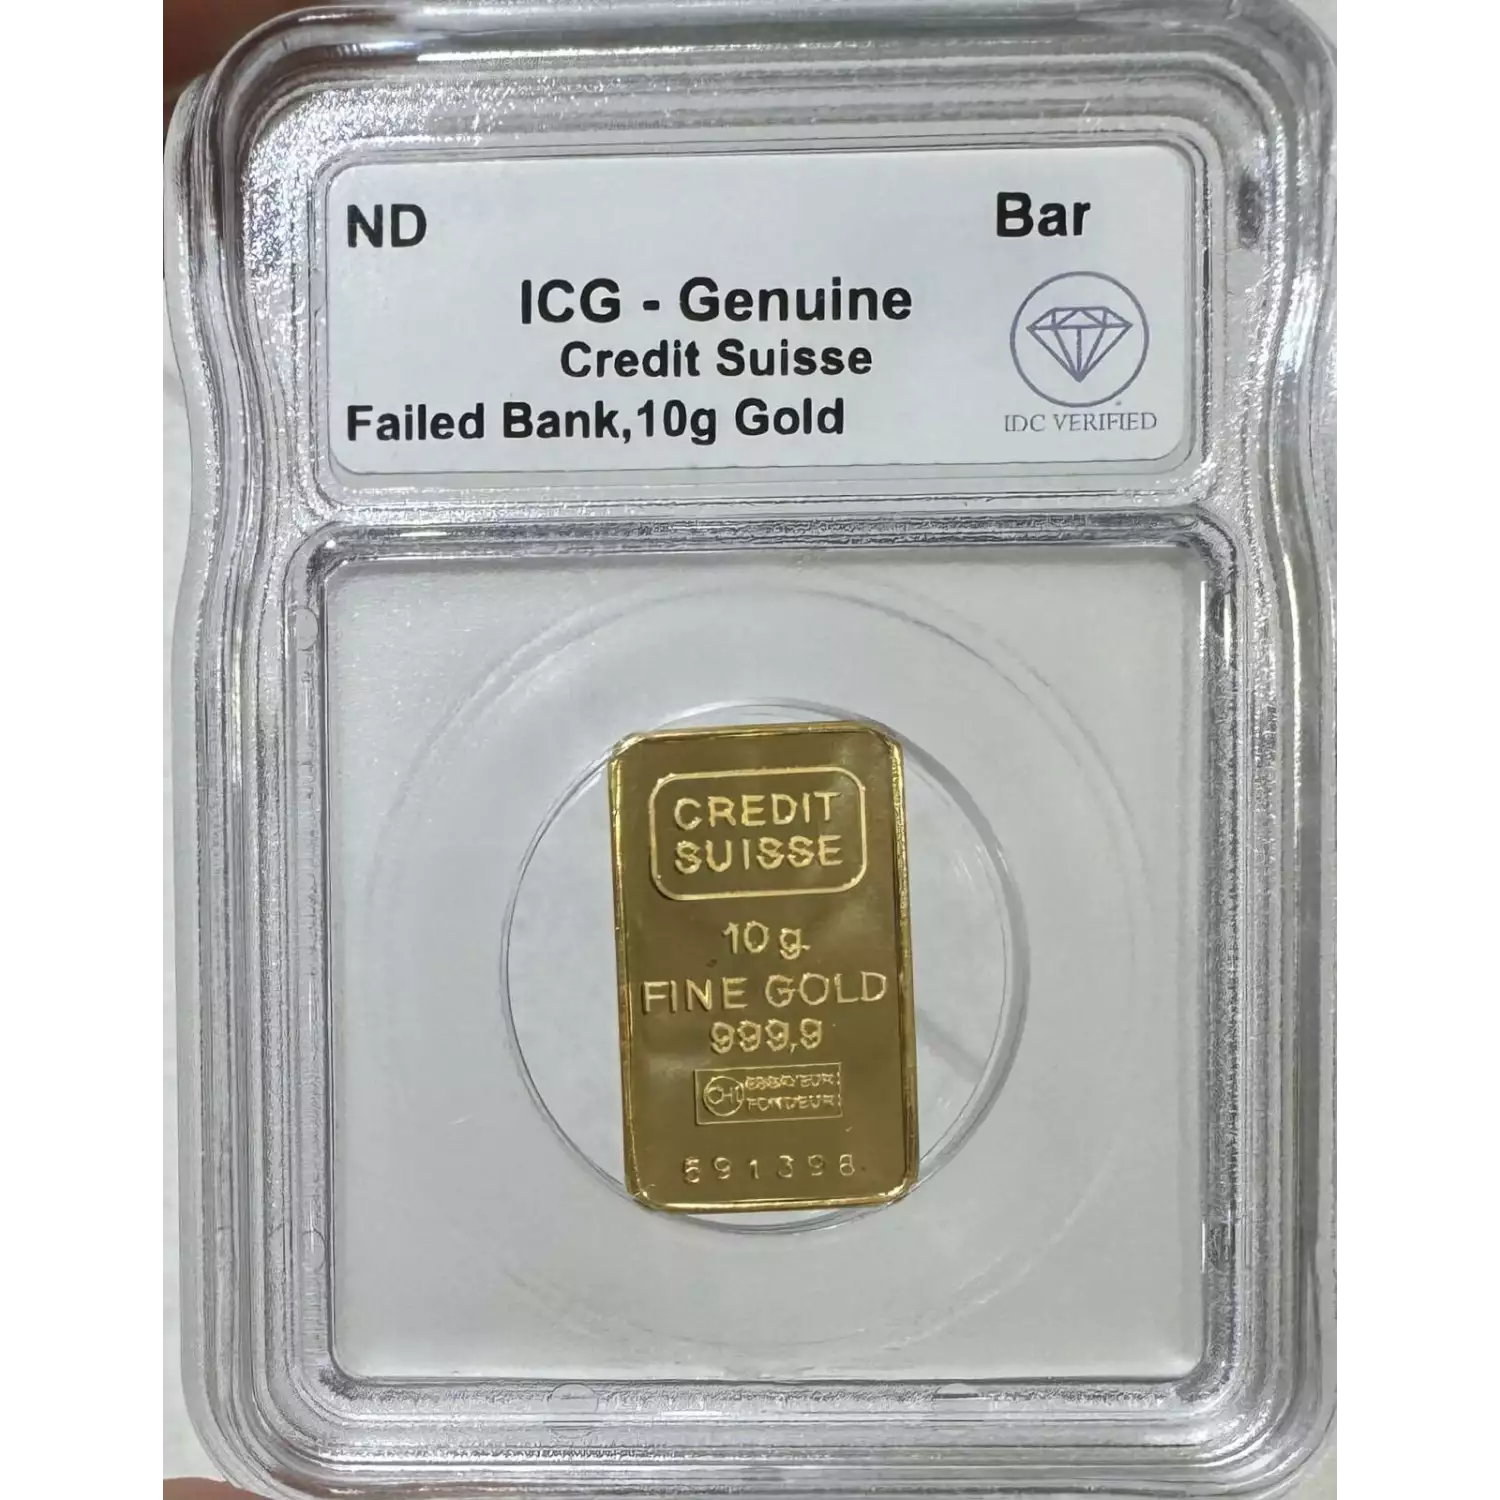 ND Bar
ICG - Genuine
Credit Suisse
Failed Bank,10g Gold
IDC VERIFIED
CREDIT
SUISSE
10 g
FINE GOLD
999,9
CHI ESSAYEUR
FONDEUR
591398